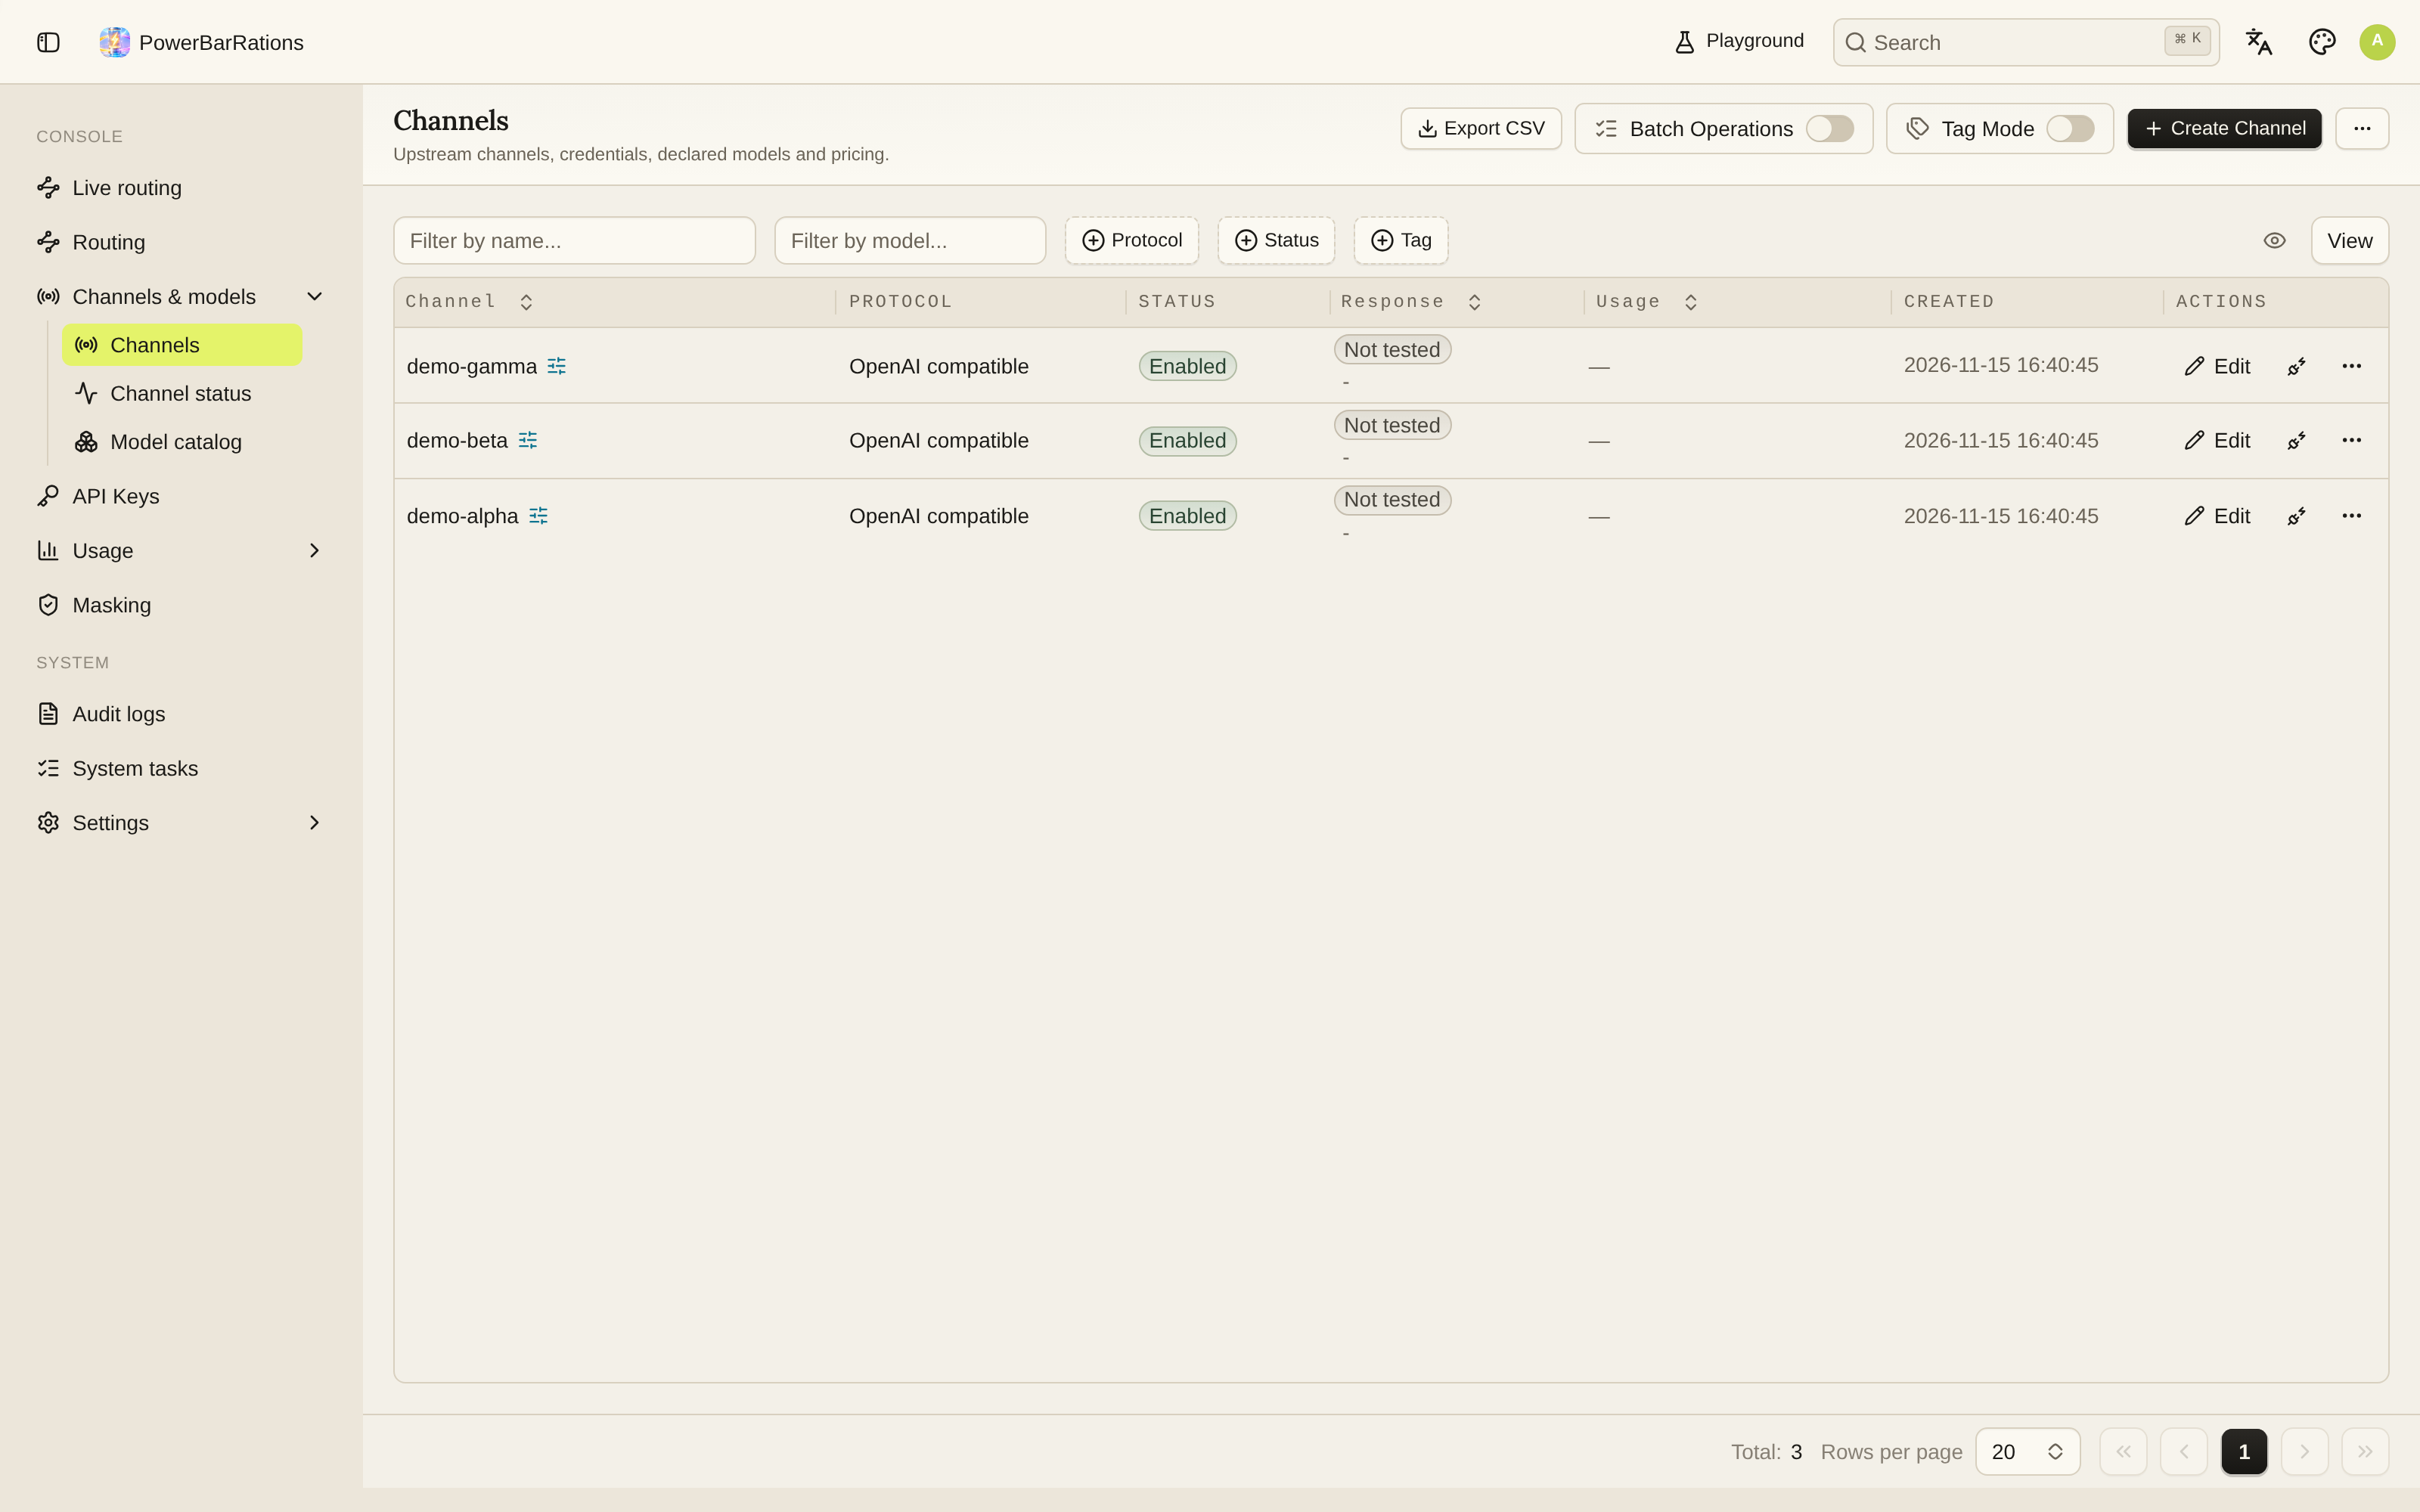 PowerBarRations
Playground
Search
⌘ K
A
CONSOLE
Live routing
Routing
Channels & models
Channels
Channel status
Model catalog
API Keys
Usage
Masking
SYSTEM
Audit logs
System tasks
Settings
Channels
Upstream channels, credentials, declared models and pricing.
Export CSV
Batch Operations
Tag Mode
Create Channel
Filter by name...
Filter by model...
Protocol
Status
Tag
View
Channel PROTOCOL STATUS Response Usage CREATED ACTIONS
demo-gamma OpenAI compatible Enabled Not tested — 2026-11-15 16:40:45 Edit
-
demo-beta OpenAI compatible Enabled Not tested — 2026-11-15 16:40:45 Edit
-
demo-alpha OpenAI compatible Enabled Not tested — 2026-11-15 16:40:45 Edit
-
Total: 3 Rows per page 20 1